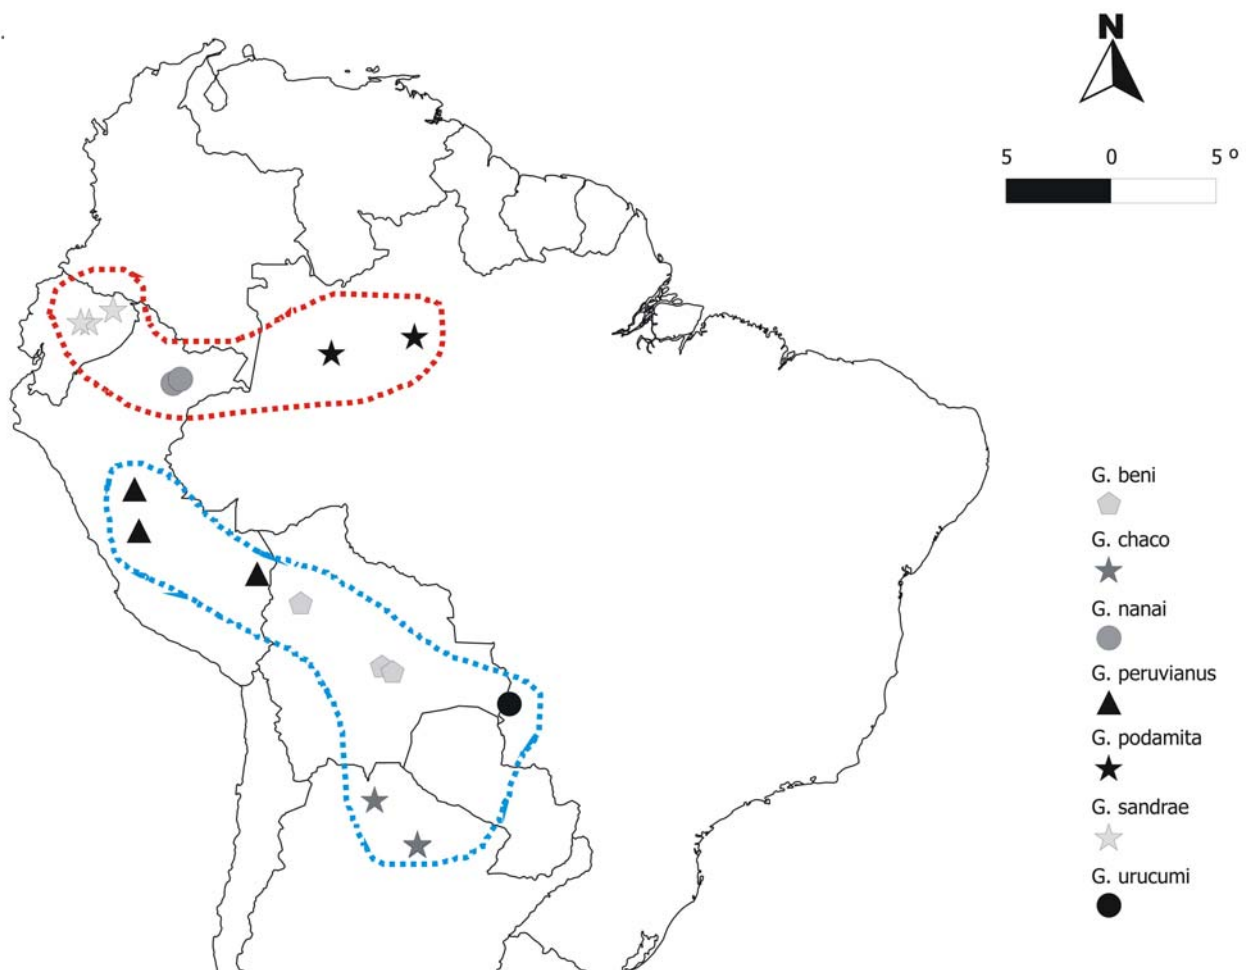 N
5 0 5 º
G. beni
G. chaco
G. nanai
G. peruvianus
G. podamita
G. sandrae
G. urucumi